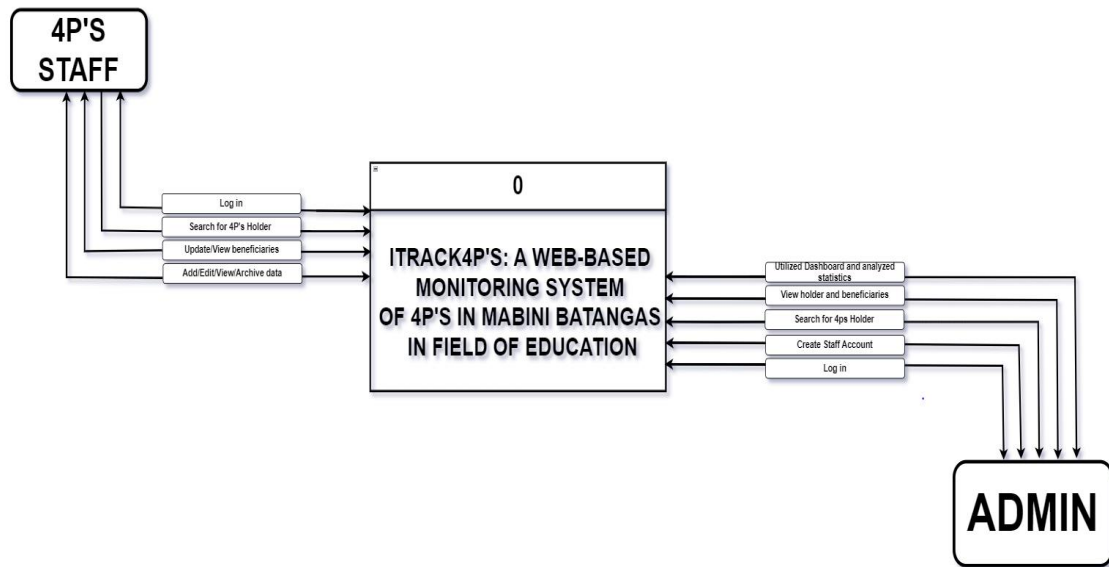 4P'S
STAFF
0
Log in
Search for 4P's Holder
Update/View beneficiaries
Add/Edit/View/Archive data
ITRACK4P'S: A WEB-BASED
MONITORING SYSTEM
OF 4P'S IN MABINI BATANGAS
IN FIELD OF EDUCATION
Utilized Dashboard and analyzed
statistics
View holder and beneficiaries
Search for 4ps Holder
Create Staff Account
Log in
ADMIN